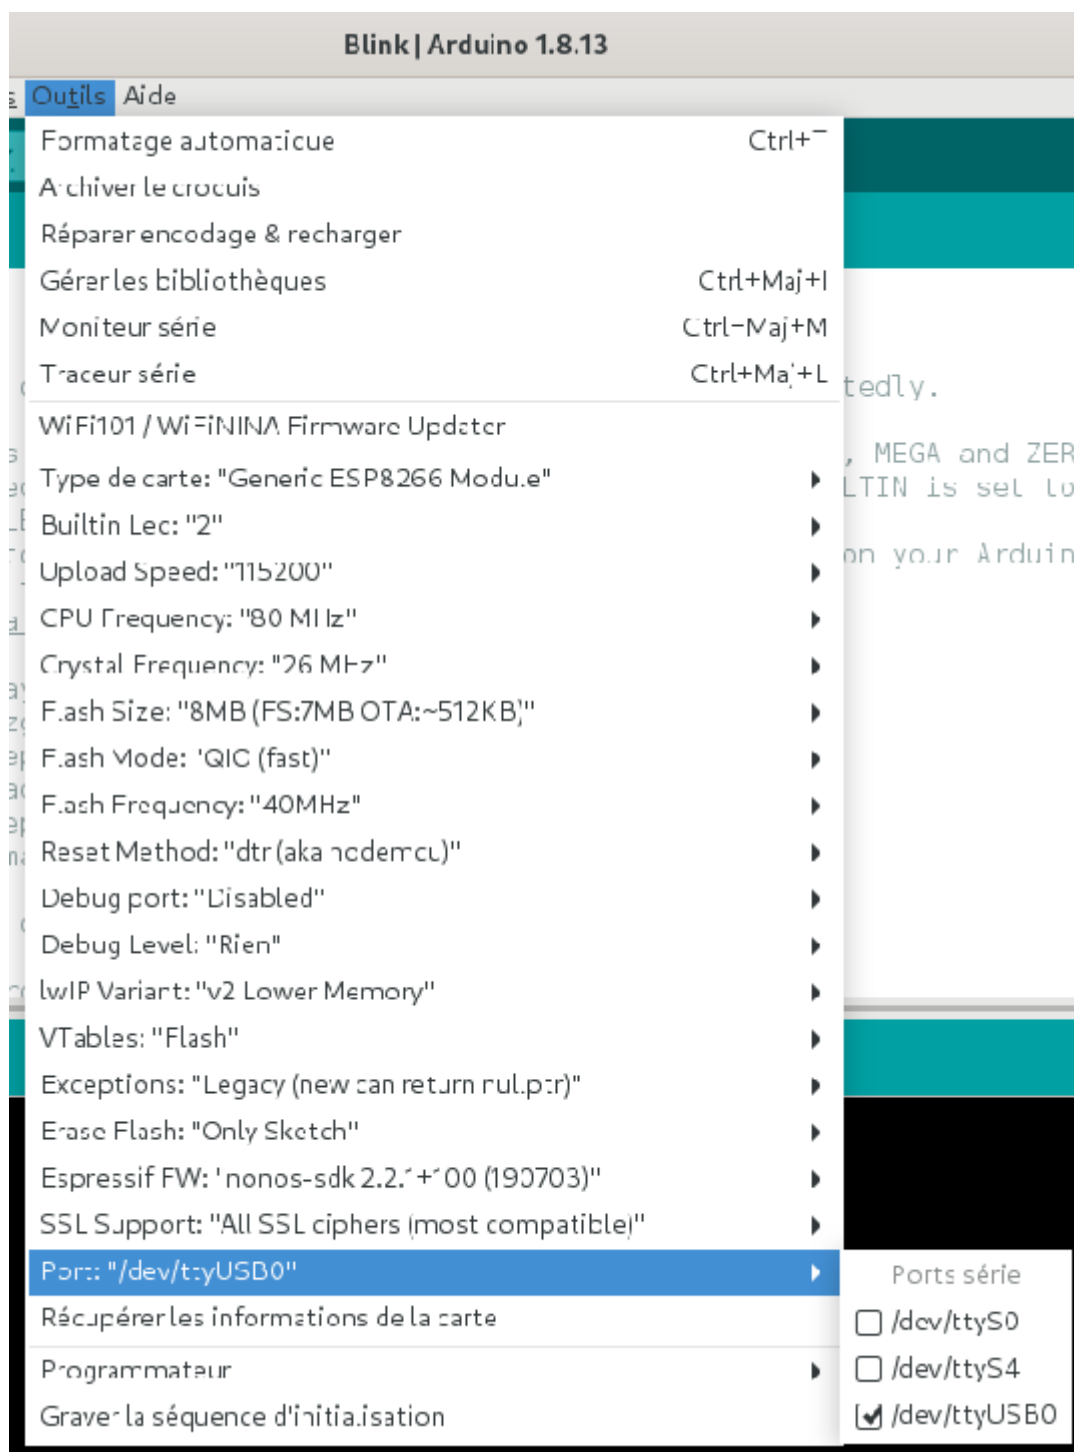 Blink | Arduino 1.8.13
Outils Aide
Formatage automatique Ctrl+T
Archiver le croquis
Réparer encodage & recharger
Gérer les bibliothèques Ctrl+Maj+I
Moniteur série Ctrl+Maj+M
Traceur série Ctrl+Maj+L
tedly.
WiFi101 / WiFiNINA Firmware Updater
, MEGA and ZER
Type de carte: "Generic ESP8266 Module"
LTIN is set to
Builtin Led: "2"
on your Arduin
Upload Speed: "115200"
CPU Frequency: "80 MHz"
Crystal Frequency: "26 MHz"
Flash Size: "8MB (FS:7MB OTA:~512KB)"
Flash Mode: "QIO (fast)"
Flash Frequency: "40MHz"
Reset Method: "dtr (aka nodemcu)"
Debug port: "Disabled"
Debug Level: "Rien"
lwIP Variant: "v2 Lower Memory"
VTables: "Flash"
Exceptions: "Legacy (new can return nullptr)"
Erase Flash: "Only Sketch"
Espressif FW: "nonos-sdk 2.2.1+100 (190703)"
SSL Support: "All SSL ciphers (most compatible)"
Port: "/dev/ttyUSB0"
Ports série
Récupérer les informations de la carte
/dev/ttyS0
Programmateur
/dev/ttyS4
Graver la séquence d'initialisation
/dev/ttyUSB0